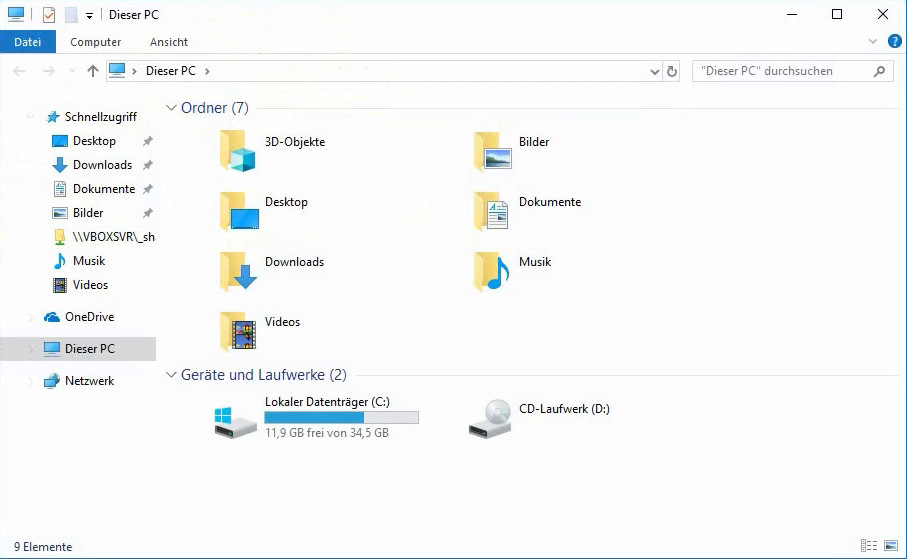 Dieser PC
Datei Computer Ansicht
Dieser PC
"Dieser PC" durchsuchen
Schnellzugriff
Desktop
Downloads
Dokumente
Bilder
\\VBOXSVR\_sh
Musik
Videos
OneDrive
Dieser PC
Netzwerk
Ordner (7)
3D-Objekte
Bilder
Desktop
Dokumente
Downloads
Musik
Videos
Geräte und Laufwerke (2)
Lokaler Datenträger (C:)
11,9 GB frei von 34,5 GB
CD-Laufwerk (D:)
9 Elemente